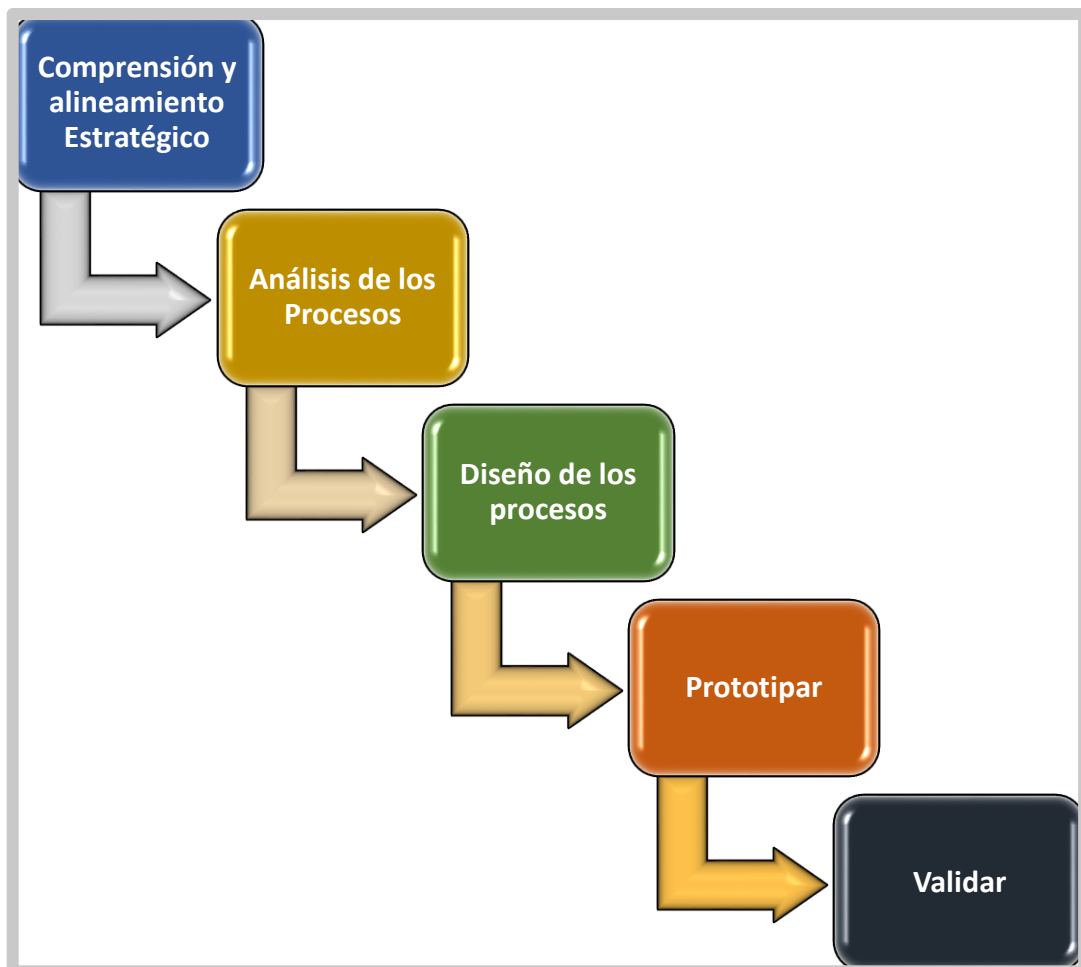 Comprensión y
alineamiento
Estratégico
Análisis de los
Procesos
Diseño de los
procesos
Prototipar
Validar